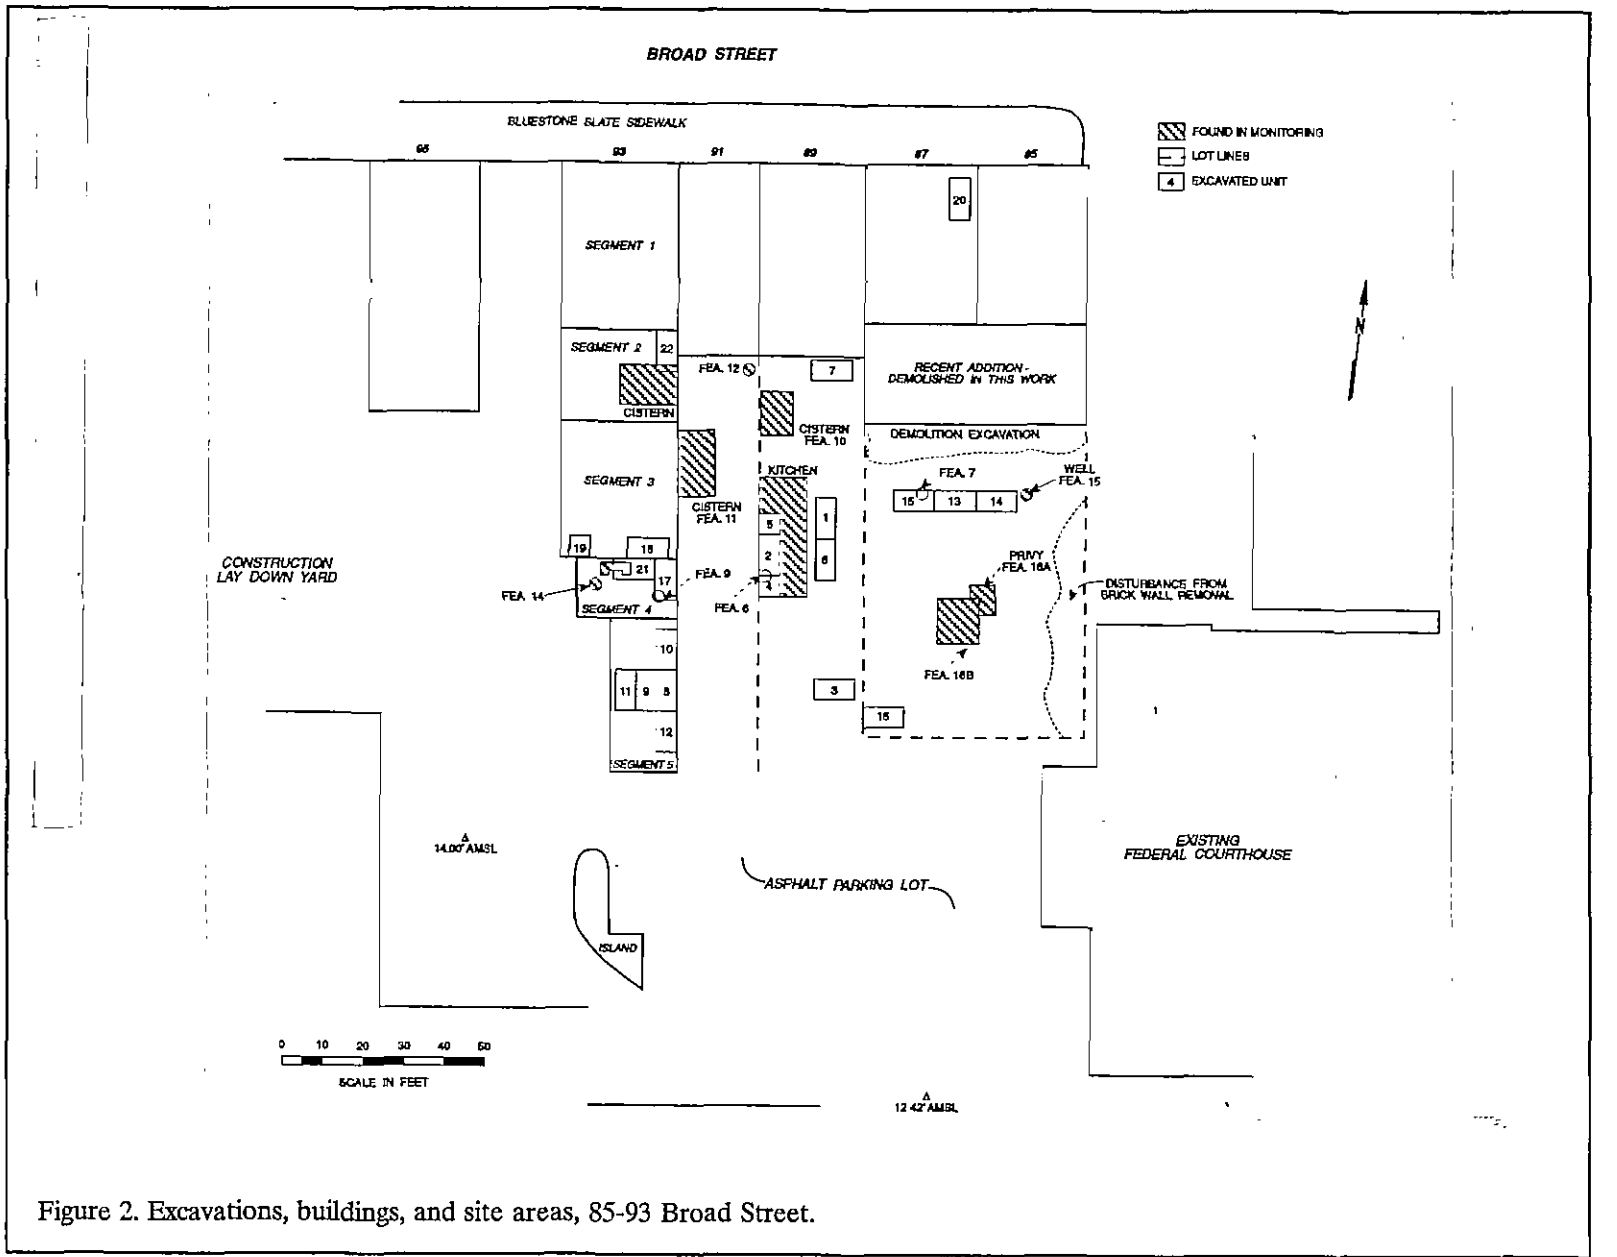 BROAD STREET
BLUESTONE SLATE SIDEWALK
95 93 91 89 87 85
FOUND IN MONITORING
LOT LINES
4 EXCAVATED UNIT
20
SEGMENT 1
SEGMENT 2
22
FEA. 12
7
RECENT ADDITION-
DEMOLISHED IN THIS WORK
CISTERN
CISTERN
FEA. 10
DEMOLITION EXCAVATION
KITCHEN
FEA. 7
WELL
FEA. 15
SEGMENT 3
15 13 14
CISTERN
FEA. 11
5
1
2
6
4
19
18
21
17
FEA. 9
FEA. 14
SEGMENT 4
FEA. 6
N
CONSTRUCTION
LAY DOWN YARD
PRIVY
FEA. 16A
DISTURBANCE FROM
BRICK WALL REMOVAL
10
FEA. 16B
11 9 8
3
16
12
SEGMENT 5
14.00' AMSL
ASPHALT PARKING LOT
EXISTING
FEDERAL COURTHOUSE
ISLAND
0 10 20 30 40 50
SCALE IN FEET
12.42' AMSL
Figure 2. Excavations, buildings, and site areas, 85-93 Broad Street.